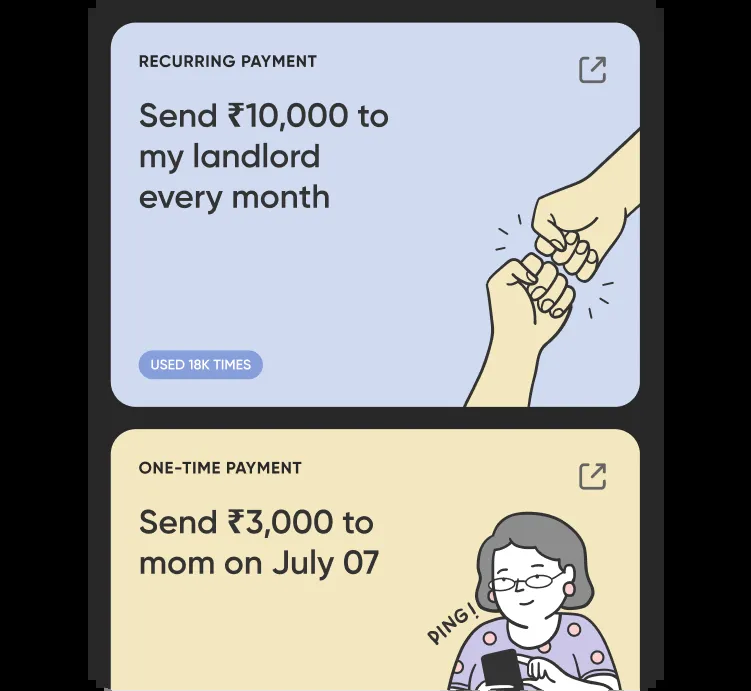 RECURRING PAYMENT
Send ₹10,000 to
my landlord
every month
USED 18K TIMES
ONE-TIME PAYMENT
Send ₹3,000 to
mom on July 07
PING!